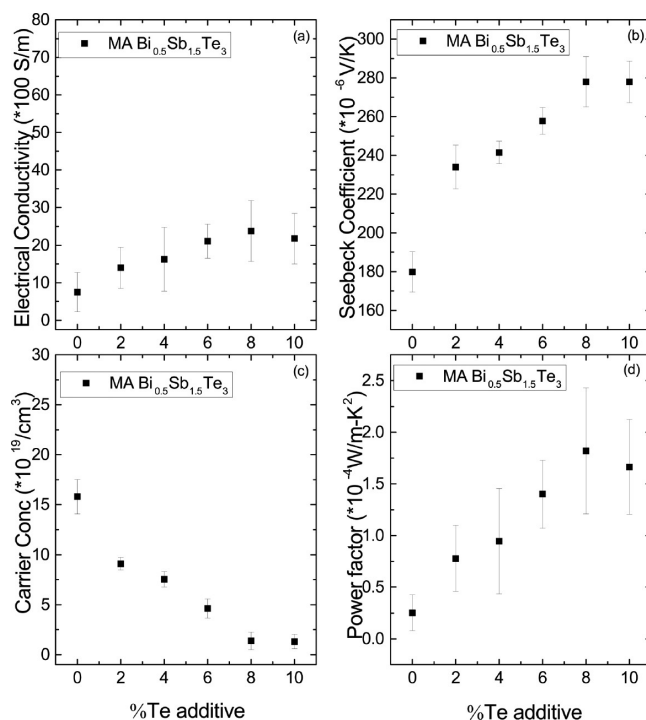 (a)
MA Bi0.5Sb1.5Te3
Electrical Conductivity (*100 S/m)
80
70
60
50
40
30
20
10
0
0 2 4 6 8 10
(b)
MA Bi0.5Sb1.5Te3
Seebeck Coefficient (*10 -6 V/K)
300
280
260
240
220
200
180
160
0 2 4 6 8 10
(c)
MA Bi0.5Sb1.5Te3
Carrier Conc (*10 19/cm3)
30
25
20
15
10
5
0
0 2 4 6 8 10
%Te additive
(d)
MA Bi0.5Sb1.5Te3
Power factor (*10-4W/m-K2)
2.5
2.0
1.5
1.0
0.5
0.0
0 2 4 6 8 10
%Te additive